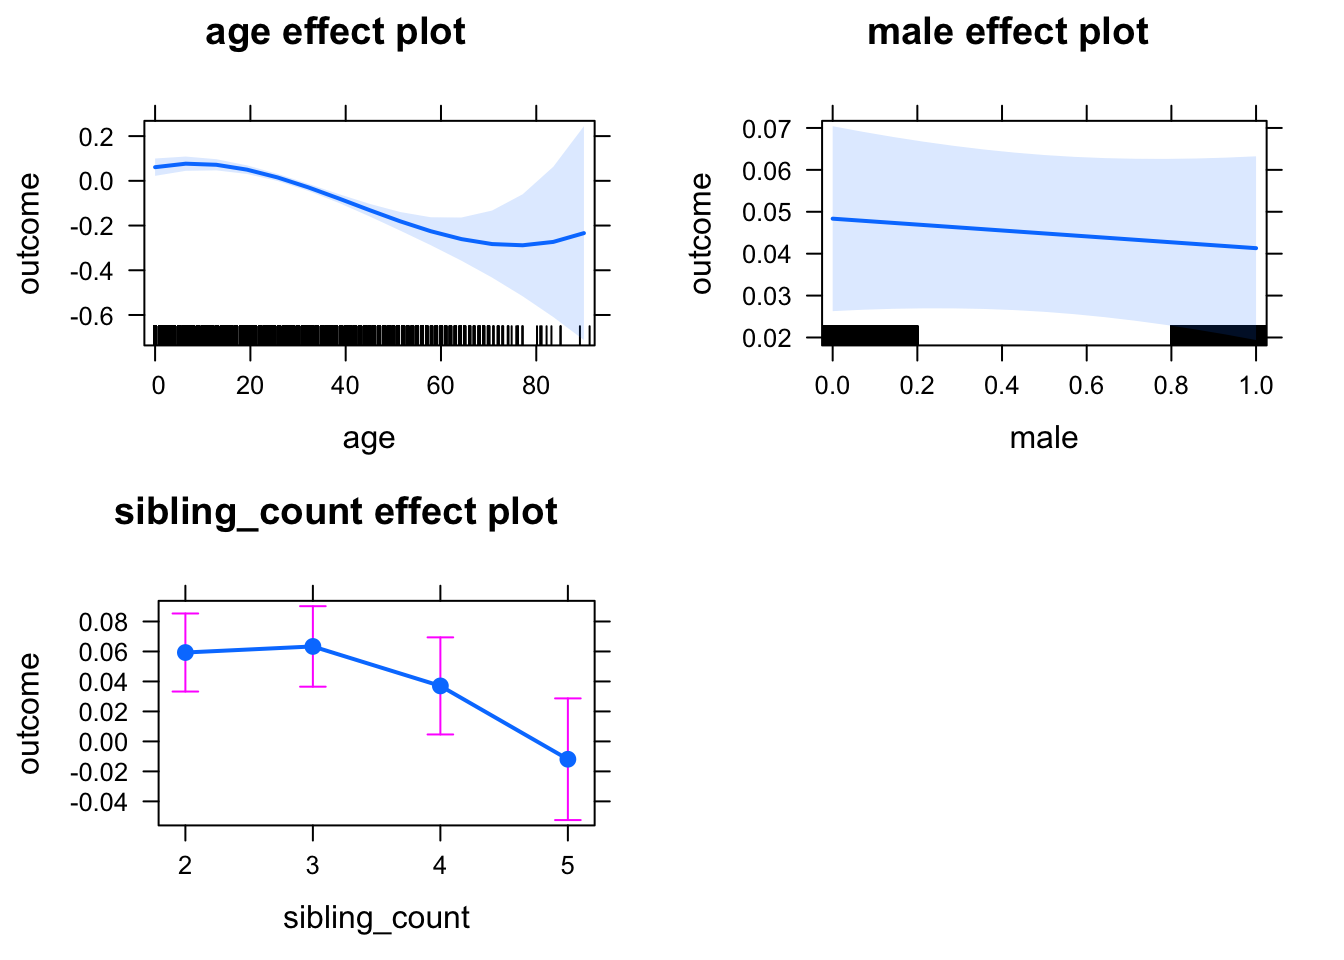 age effect plot
outcome
0.2
0.0
-0.2
-0.4
-0.6
0 20 40 60 80
age
male effect plot
outcome
0.07
0.06
0.05
0.04
0.03
0.02
0.0 0.2 0.4 0.6 0.8 1.0
male
sibling_count effect plot
outcome
0.08
0.06
0.04
0.02
0.00
-0.02
-0.04
2 3 4 5
sibling_count